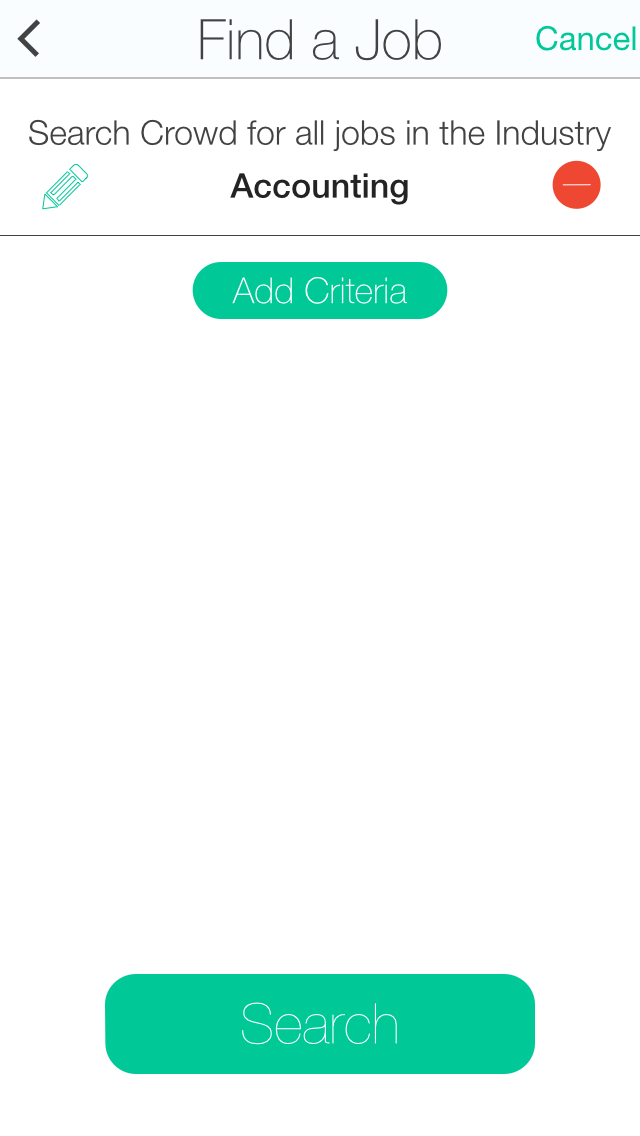 Find a Job
Cancel
Search Crowd for all jobs in the Industry
Accounting
Add Criteria
Search